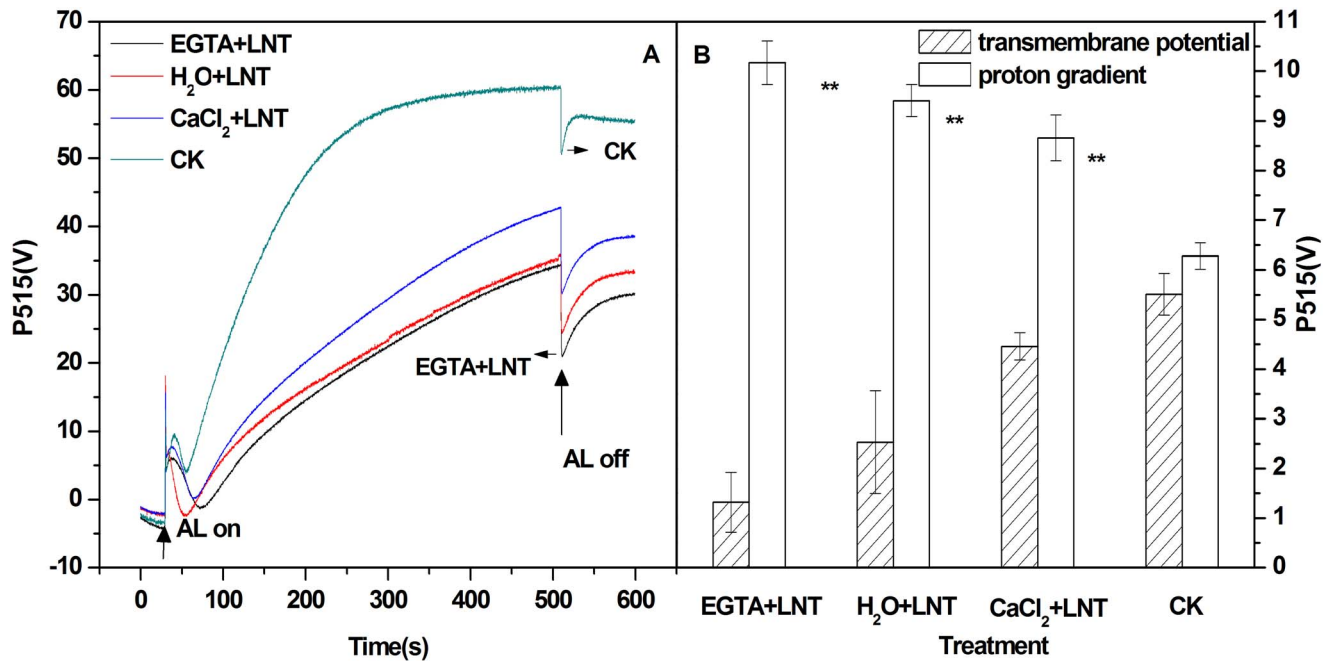 70
60
50
40
30
20
10
0
-10
P515(V)
EGTA+LNT
H₂O+LNT
CaCl₂+LNT
CK
A
CK
EGTA+LNT
AL off
AL on
0 100 200 300 400 500 600
Time(s)
B
transmembrane potential
proton gradient
**
**
**
11
10
9
8
7
6
5
4
3
2
1
0
P515(V)
EGTA+LNT H₂O+LNT CaCl₂+LNT CK
Treatment